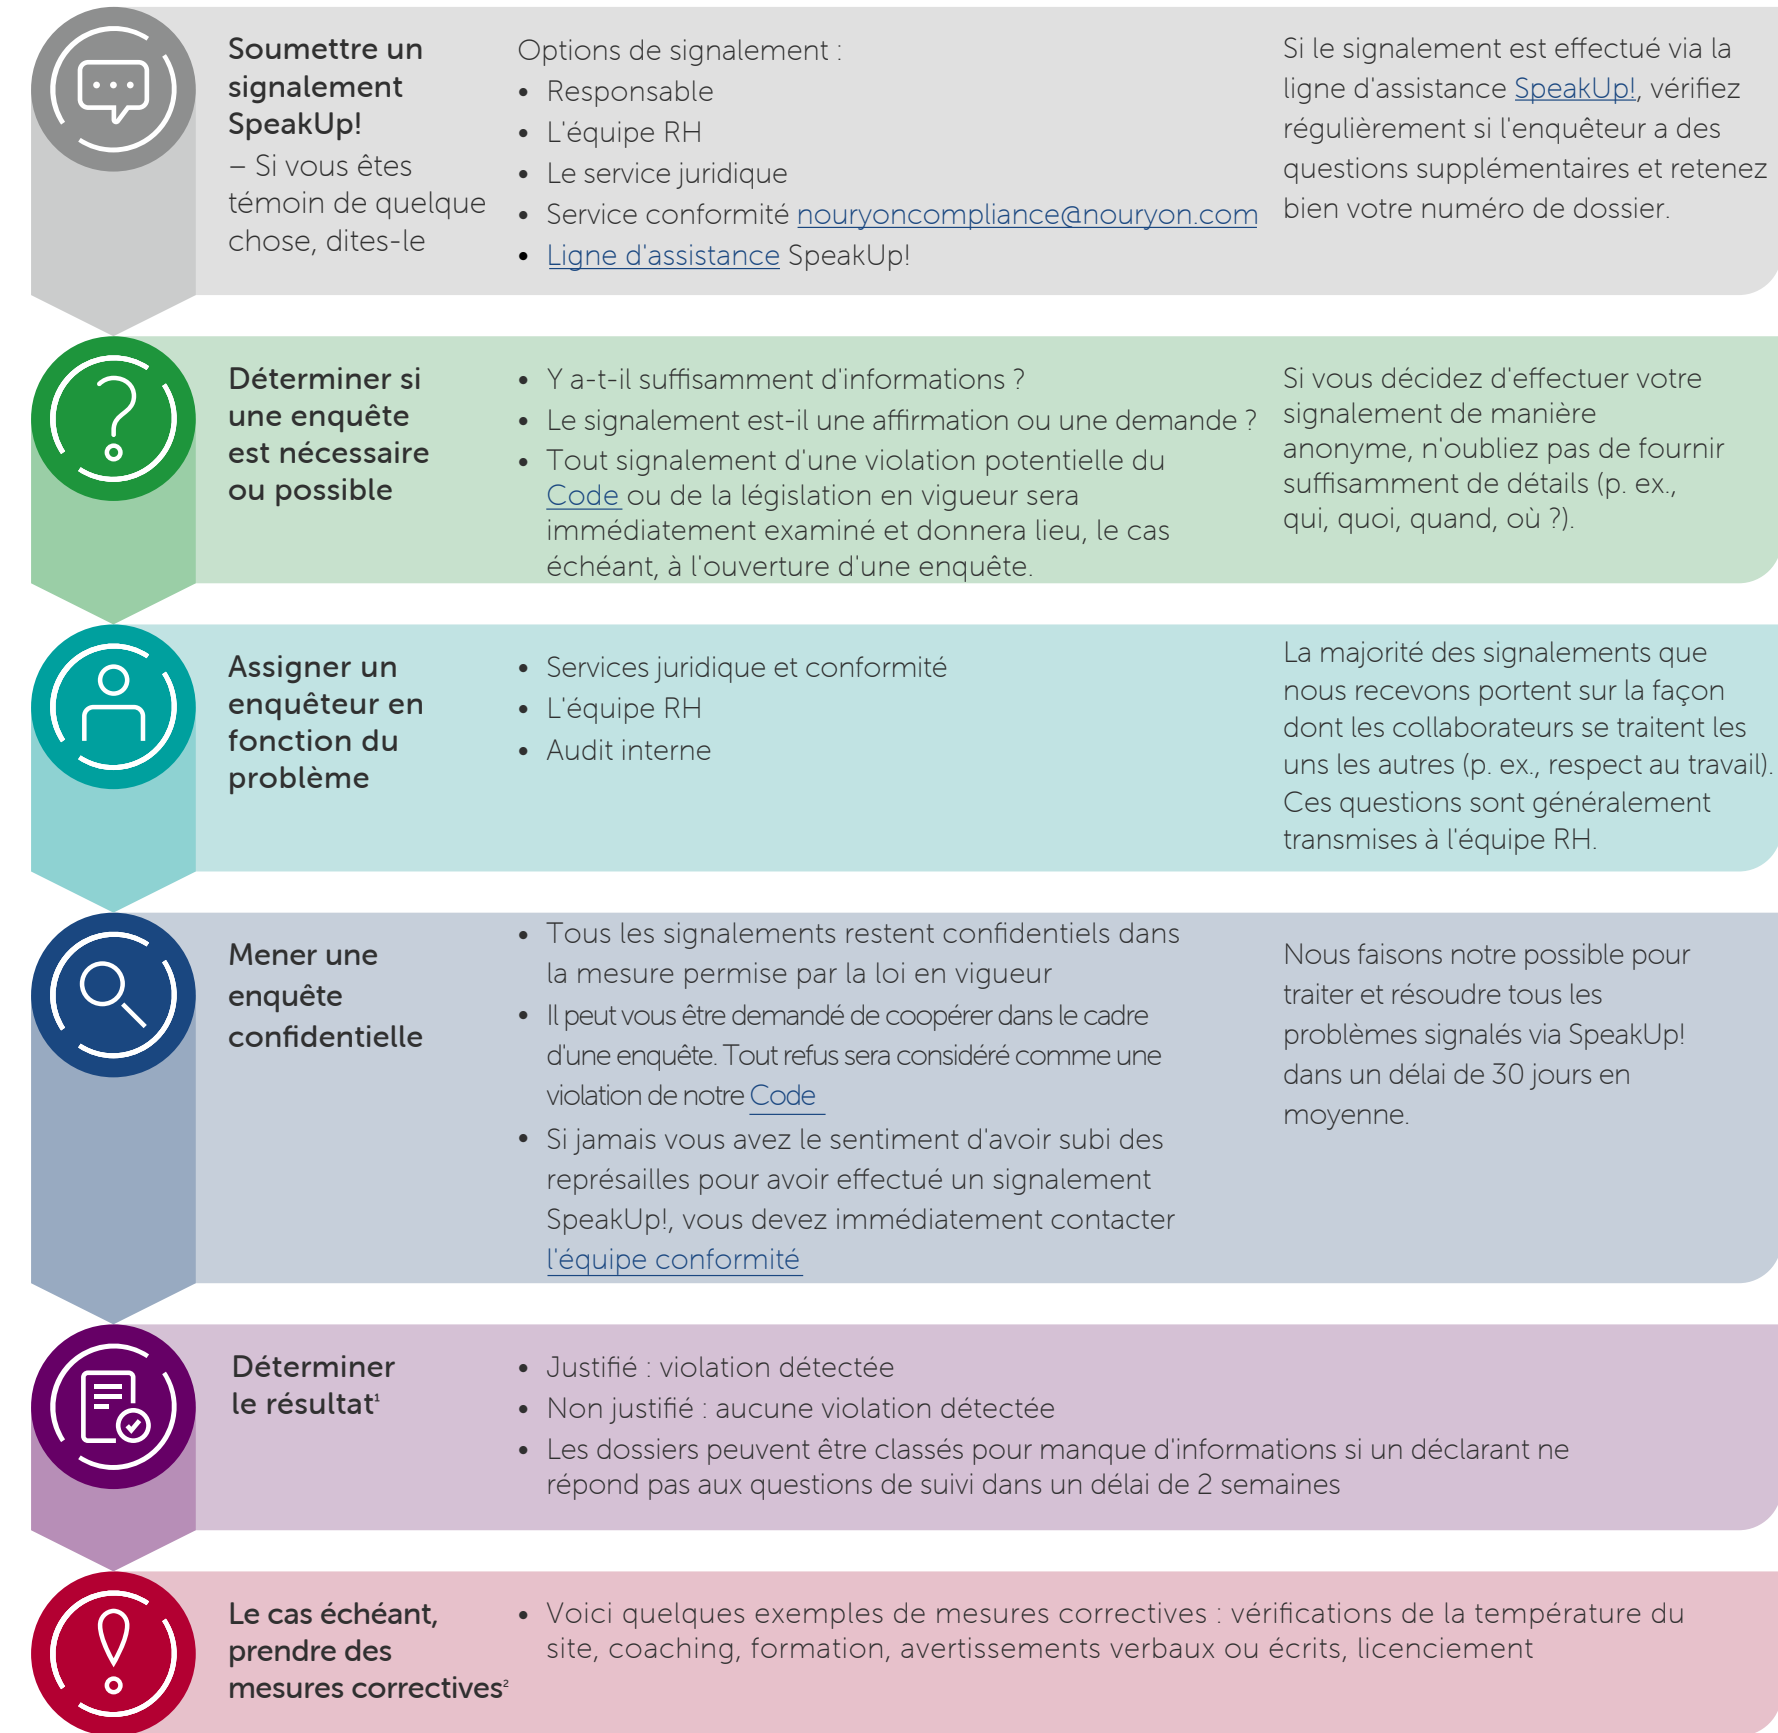 Soumettre un
signalement
SpeakUp!
– Si vous êtes
témoin de quelque
chose, dites-le
Options de signalement :
• Responsable
• L'équipe RH
• Le service juridique
• Service conformité nouryoncompliance@nouryon.com
• Ligne d'assistance SpeakUp!
Si le signalement est effectué via la
ligne d'assistance SpeakUp!, vérifiez
régulièrement si l'enquêteur a des
questions supplémentaires et retenez
bien votre numéro de dossier.
Déterminer si
une enquête
est nécessaire
ou possible
• Y a-t-il suffisamment d'informations ?
• Le signalement est-il une affirmation ou une demande ?
• Tout signalement d'une violation potentielle du
Code ou de la législation en vigueur sera
immédiatement examiné et donnera lieu, le cas
échéant, à l'ouverture d'une enquête.
Si vous décidez d'effectuer votre
signalement de manière
anonyme, n'oubliez pas de fournir
suffisamment de détails (p. ex.,
qui, quoi, quand, où ?).
Assigner un
enquêteur en
fonction du
problème
• Services juridique et conformité
• L'équipe RH
• Audit interne
La majorité des signalements que
nous recevons portent sur la façon
dont les collaborateurs se traitent les
uns les autres (p. ex., respect au travail).
Ces questions sont généralement
transmises à l'équipe RH.
Mener une
enquête
confidentielle
• Tous les signalements restent confidentiels dans
la mesure permise par la loi en vigueur
• Il peut vous être demandé de coopérer dans le cadre
d'une enquête. Tout refus sera considéré comme une
violation de notre Code
• Si jamais vous avez le sentiment d'avoir subi des
représailles pour avoir effectué un signalement
SpeakUp!, vous devez immédiatement contacter
l'équipe conformité
Nous faisons notre possible pour
traiter et résoudre tous les
problèmes signalés via SpeakUp!
dans un délai de 30 jours en
moyenne.
Déterminer
le résultat¹
• Justifié : violation détectée
• Non justifié : aucune violation détectée
• Les dossiers peuvent être classés pour manque d'informations si un déclarant ne
répond pas aux questions de suivi dans un délai de 2 semaines
Le cas échéant,
prendre des
mesures correctives²
• Voici quelques exemples de mesures correctives : vérifications de la température du
site, coaching, formation, avertissements verbaux ou écrits, licenciement